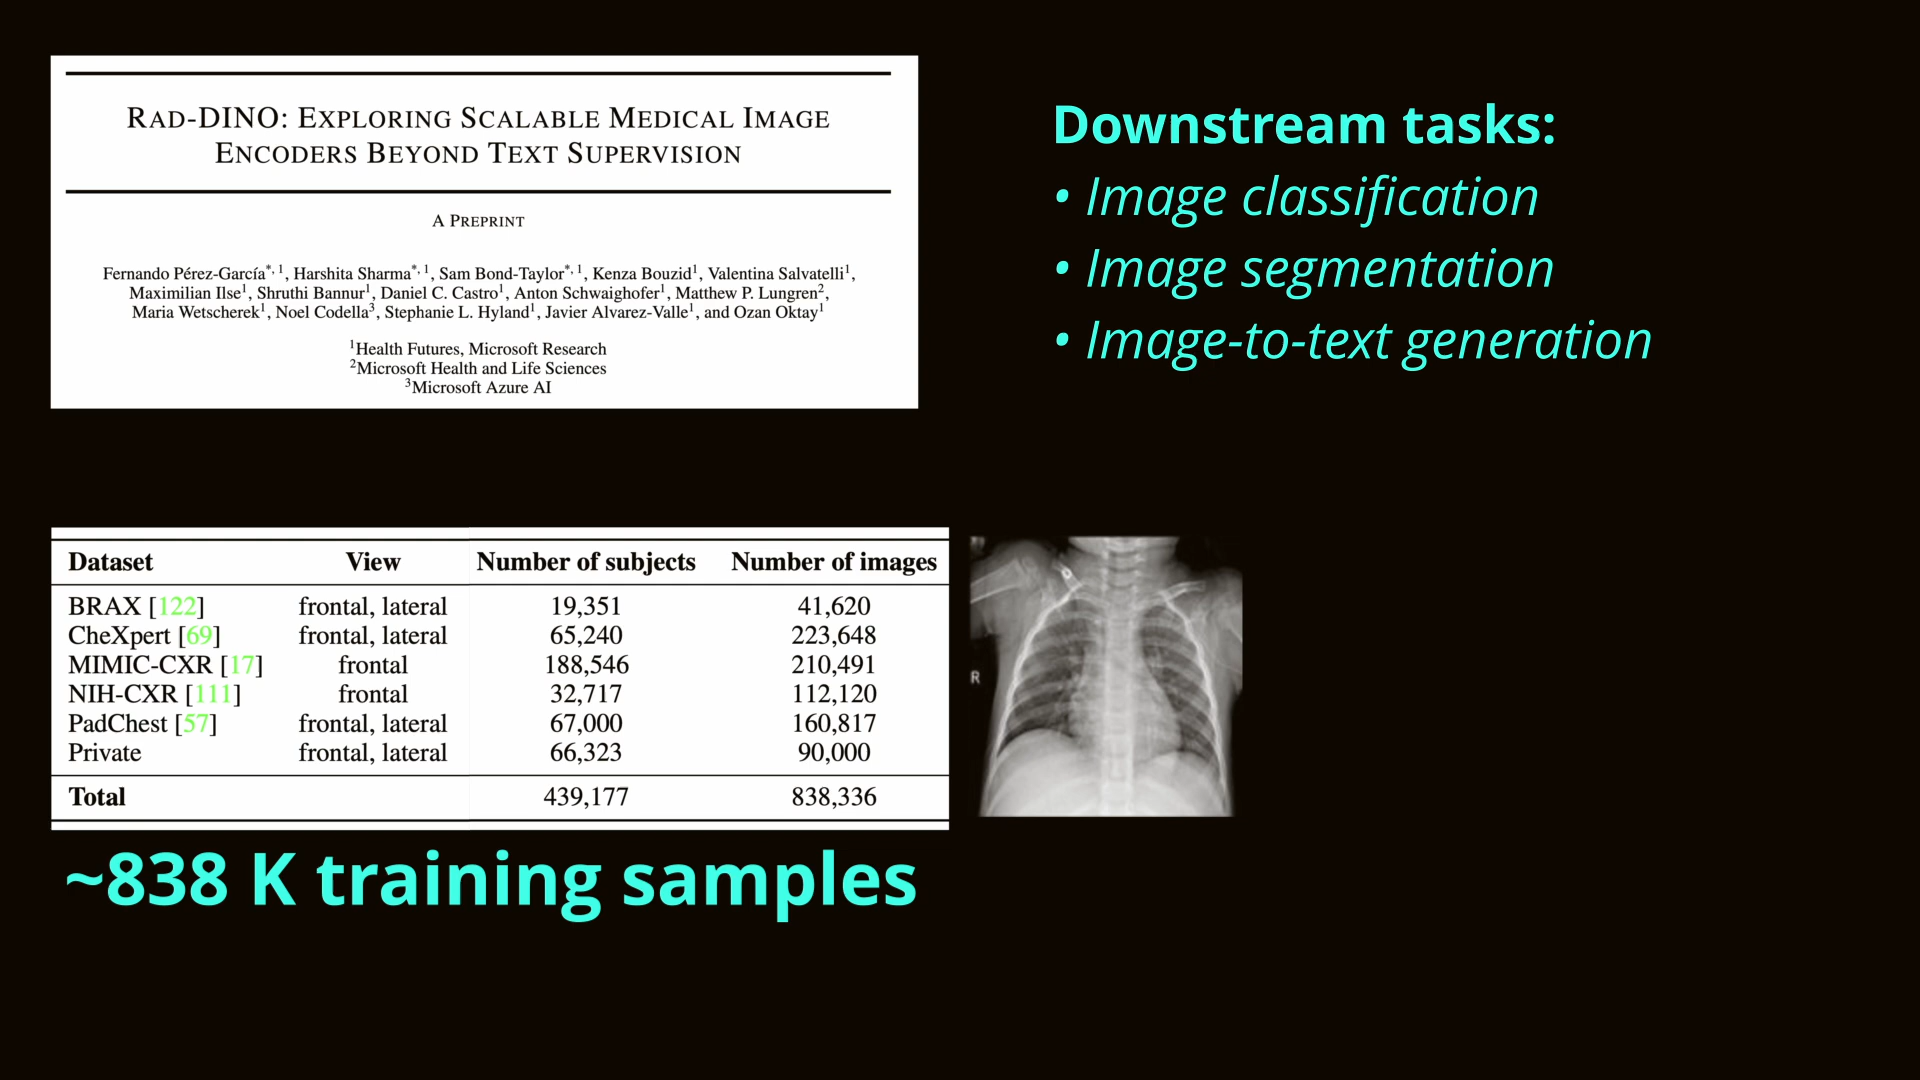 RAD-DINO: EXPLORING SCALABLE MEDICAL IMAGE
ENCODERS BEYOND TEXT SUPERVISION
A PREPRINT
Fernando Pérez-García*, 1, Harshita Sharma*, 1, Sam Bond-Taylor*, 1, Kenza Bouzid1, Valentina Salvatelli1,
Maximilian Ilse1, Shruthi Bannur1, Daniel C. Castro1, Anton Schwaighofer1, Matthew P. Lungren2,
Maria Wetscherek1, Noel Codella3, Stephanie L. Hyland1, Javier Alvarez-Valle1, and Ozan Oktay1
1Health Futures, Microsoft Research
2Microsoft Health and Life Sciences
3Microsoft Azure AI
Downstream tasks:
• Image classification
• Image segmentation
• Image-to-text generation
Dataset View Number of subjects Number of images
BRAX [122] frontal, lateral 19,351 41,620
CheXpert [69] frontal, lateral 65,240 223,648
MIMIC-CXR [17] frontal 188,546 210,491
NIH-CXR [111] frontal 32,717 112,120
PadChest [57] frontal, lateral 67,000 160,817
Private frontal, lateral 66,323 90,000
Total 439,177 838,336
R
~838 K training samples